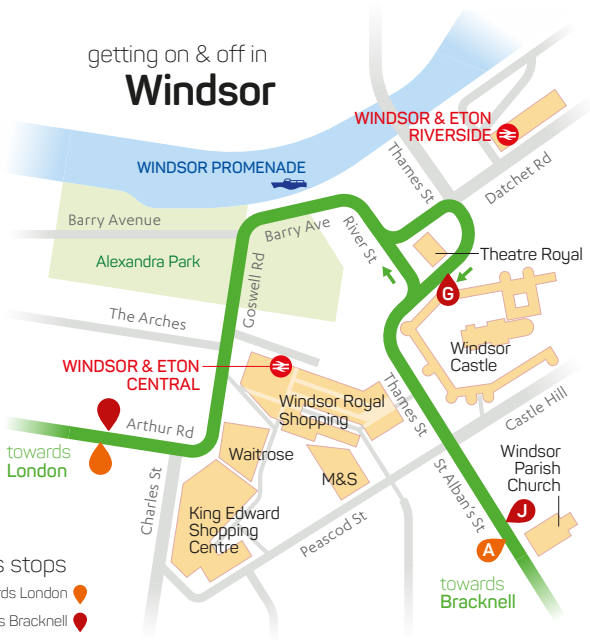 getting on & off in
Windsor
WINDSOR & ETON
RIVERSIDE
WINDSOR PROMENADE
Thames St
Datchet Rd
Barry Avenue
Barry Ave
River St
Theatre Royal
Alexandra Park
Goswell Rd
G
The Arches
Windsor
Castle
WINDSOR & ETON
CENTRAL
Windsor Royal
Shopping
Thames St
Castle Hill
Arthur Rd
towards
London
Waitrose
M&S
Windsor
Parish
Church
Charles St
St Alban's St
King Edward
Shopping
Centre
Peascod St
J
A
towards
Bracknell
s stops
rds London
s Bracknell